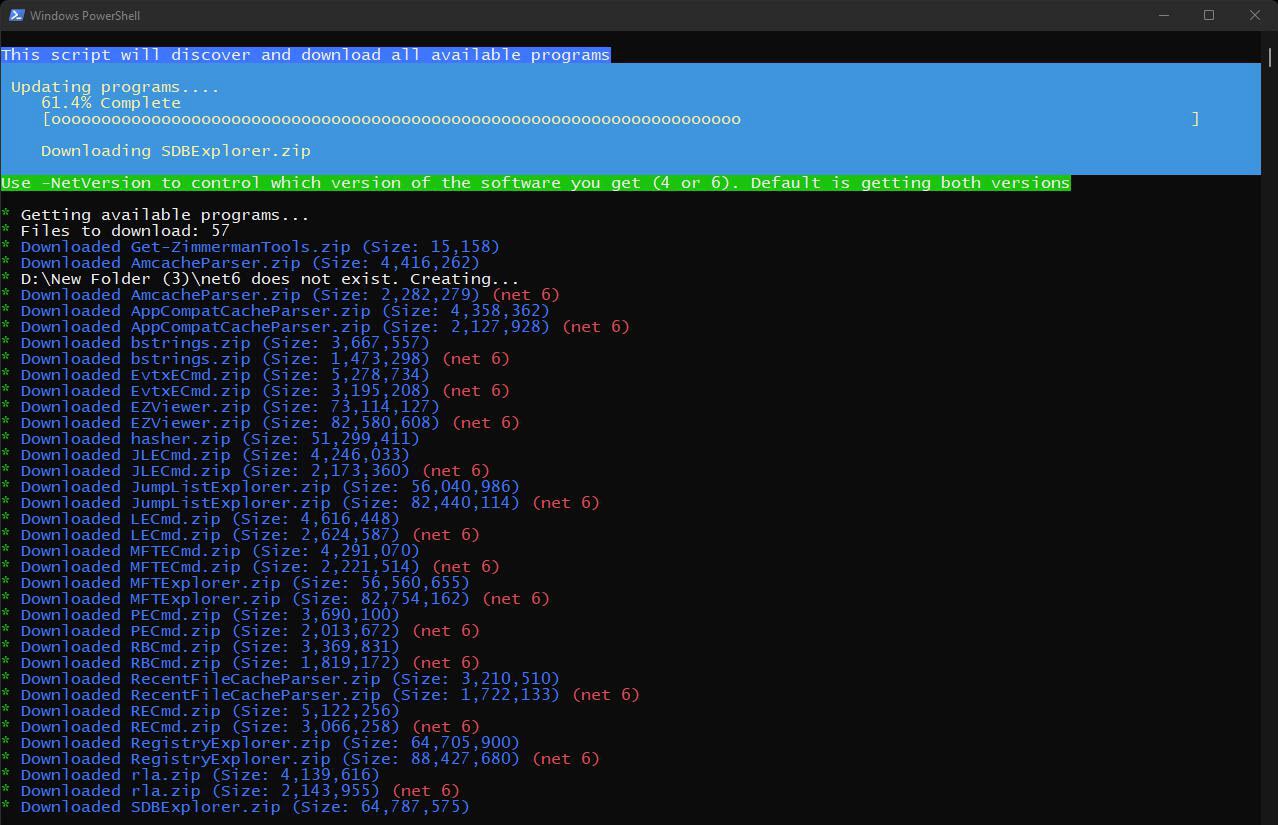 Windows PowerShell
This script will discover and download all available programs
Updating programs....
61.4% Complete
[ooooooooooooooooooooooooooooooooooooooooooooooooooooooooooooooooooooo ]
Downloading SDBExplorer.zip
Use -NetVersion to control which version of the software you get (4 or 6). Default is getting both versions
* Getting available programs...
* Files to download: 57
* Downloaded Get-ZimmermanTools.zip (Size: 15,158)
* Downloaded AmcacheParser.zip (Size: 4,416,262)
* D:\New Folder (3)\net6 does not exist. Creating...
* Downloaded AmcacheParser.zip (Size: 2,282,279) (net 6)
* Downloaded AppCompatCacheParser.zip (Size: 4,358,362)
* Downloaded AppCompatCacheParser.zip (Size: 2,127,928) (net 6)
* Downloaded bstrings.zip (Size: 3,667,557)
* Downloaded bstrings.zip (Size: 1,473,298) (net 6)
* Downloaded EvtxECmd.zip (Size: 5,278,734)
* Downloaded EvtxECmd.zip (Size: 3,195,208) (net 6)
* Downloaded EZViewer.zip (Size: 73,114,127)
* Downloaded EZViewer.zip (Size: 82,580,608) (net 6)
* Downloaded hasher.zip (Size: 51,299,411)
* Downloaded JLECmd.zip (Size: 4,246,033)
* Downloaded JLECmd.zip (Size: 2,173,360) (net 6)
* Downloaded JumpListExplorer.zip (Size: 56,040,986)
* Downloaded JumpListExplorer.zip (Size: 82,440,114) (net 6)
* Downloaded LECmd.zip (Size: 4,616,448)
* Downloaded LECmd.zip (Size: 2,624,587) (net 6)
* Downloaded MFTECmd.zip (Size: 4,291,070)
* Downloaded MFTECmd.zip (Size: 2,221,514) (net 6)
* Downloaded MFTExplorer.zip (Size: 56,560,655)
* Downloaded MFTExplorer.zip (Size: 82,754,162) (net 6)
* Downloaded PECmd.zip (Size: 3,690,100)
* Downloaded PECmd.zip (Size: 2,013,672) (net 6)
* Downloaded RBCmd.zip (Size: 3,369,831)
* Downloaded RBCmd.zip (Size: 1,819,172) (net 6)
* Downloaded RecentFileCacheParser.zip (Size: 3,210,510)
* Downloaded RecentFileCacheParser.zip (Size: 1,722,133) (net 6)
* Downloaded RECmd.zip (Size: 5,122,256)
* Downloaded RECmd.zip (Size: 3,066,258) (net 6)
* Downloaded RegistryExplorer.zip (Size: 64,705,900)
* Downloaded RegistryExplorer.zip (Size: 88,427,680) (net 6)
* Downloaded rla.zip (Size: 4,139,616)
* Downloaded rla.zip (Size: 2,143,955) (net 6)
* Downloaded SDBExplorer.zip (Size: 64,787,575)